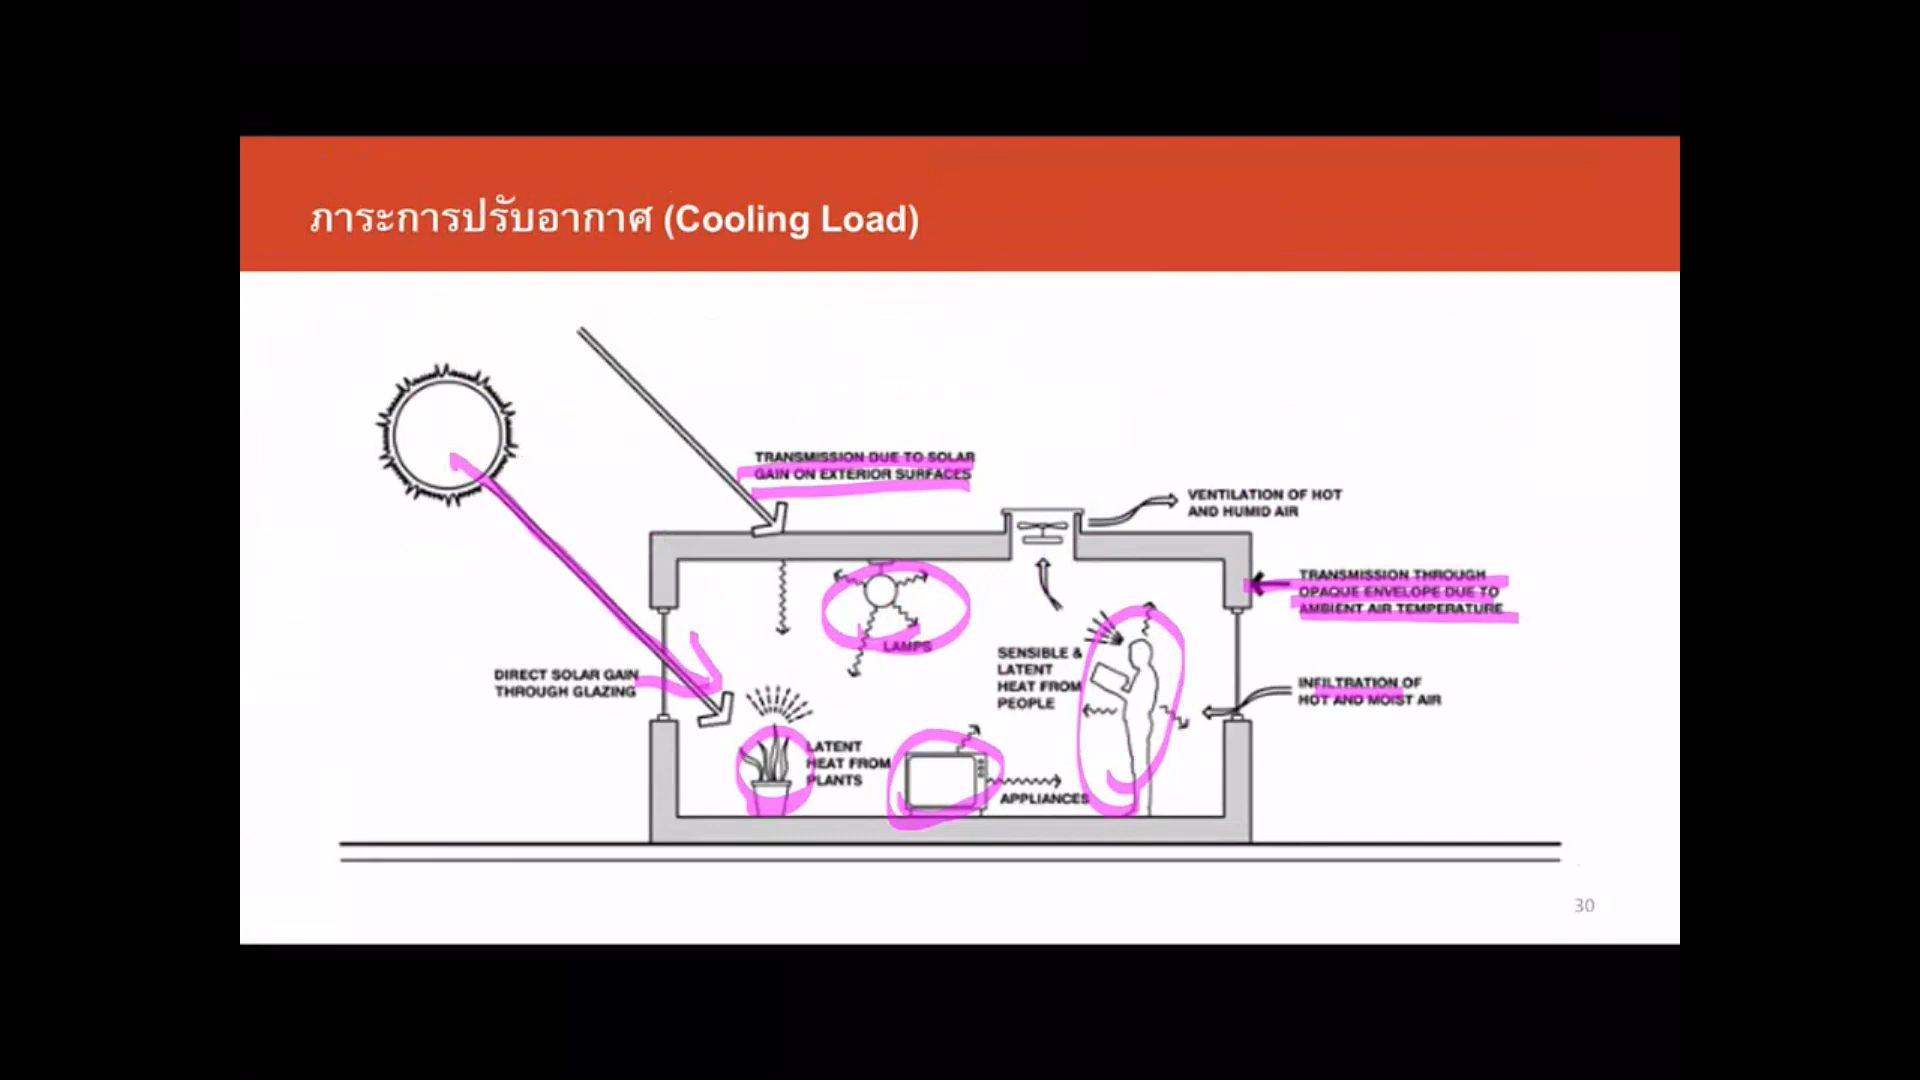 ภาระการปรับอากาศ (Cooling Load)
TRANSMISSION DUE TO SOLAR
GAIN ON EXTERIOR SURFACES
VENTILATION OF HOT
AND HUMID AIR
TRANSMISSION THROUGH
OPAQUE ENVELOPE DUE TO
AMBIENT AIR TEMPERATURE
LAMPS
SENSIBLE &
LATENT
HEAT FROM
PEOPLE
DIRECT SOLAR GAIN
THROUGH GLAZING
INFILTRATION OF
HOT AND MOIST AIR
LATENT
HEAT FROM
PLANTS
APPLIANCES
30